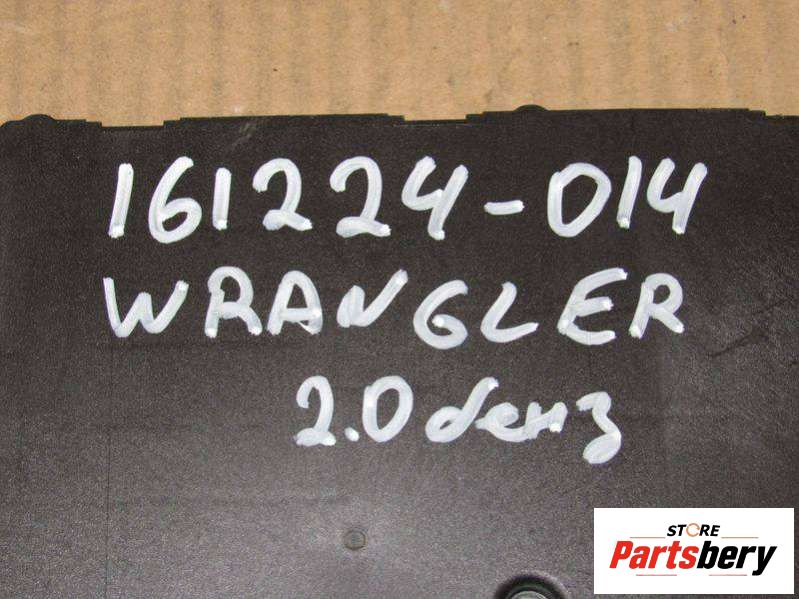 161224-014
WRANGLER
2.0 бенз
STORE
Partsbery